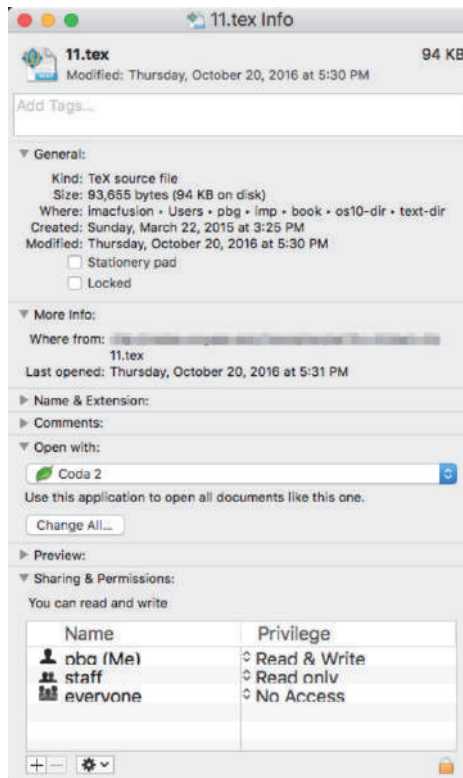 11.tex Info
11.tex 94 KB
Modified: Thursday, October 20, 2016 at 5:30 PM
Add Tags...
General:
Kind: TeX source file
Size: 93,655 bytes (94 KB on disk)
Where: imacfusion • Users • pbg • imp • book • os10-dir • text-dir
Created: Sunday, March 22, 2015 at 3:25 PM
Modified: Thursday, October 20, 2016 at 5:30 PM
Stationery pad
Locked
More Info:
Where from:
11.tex
Last opened: Thursday, October 20, 2016 at 5:31 PM
Name & Extension:
Comments:
Open with:
Coda 2
Use this application to open all documents like this one.
Change All...
Preview:
Sharing & Permissions:
You can read and write
Name Privilege
pbg (Me) Read & Write
staff Read only
everyone No Access